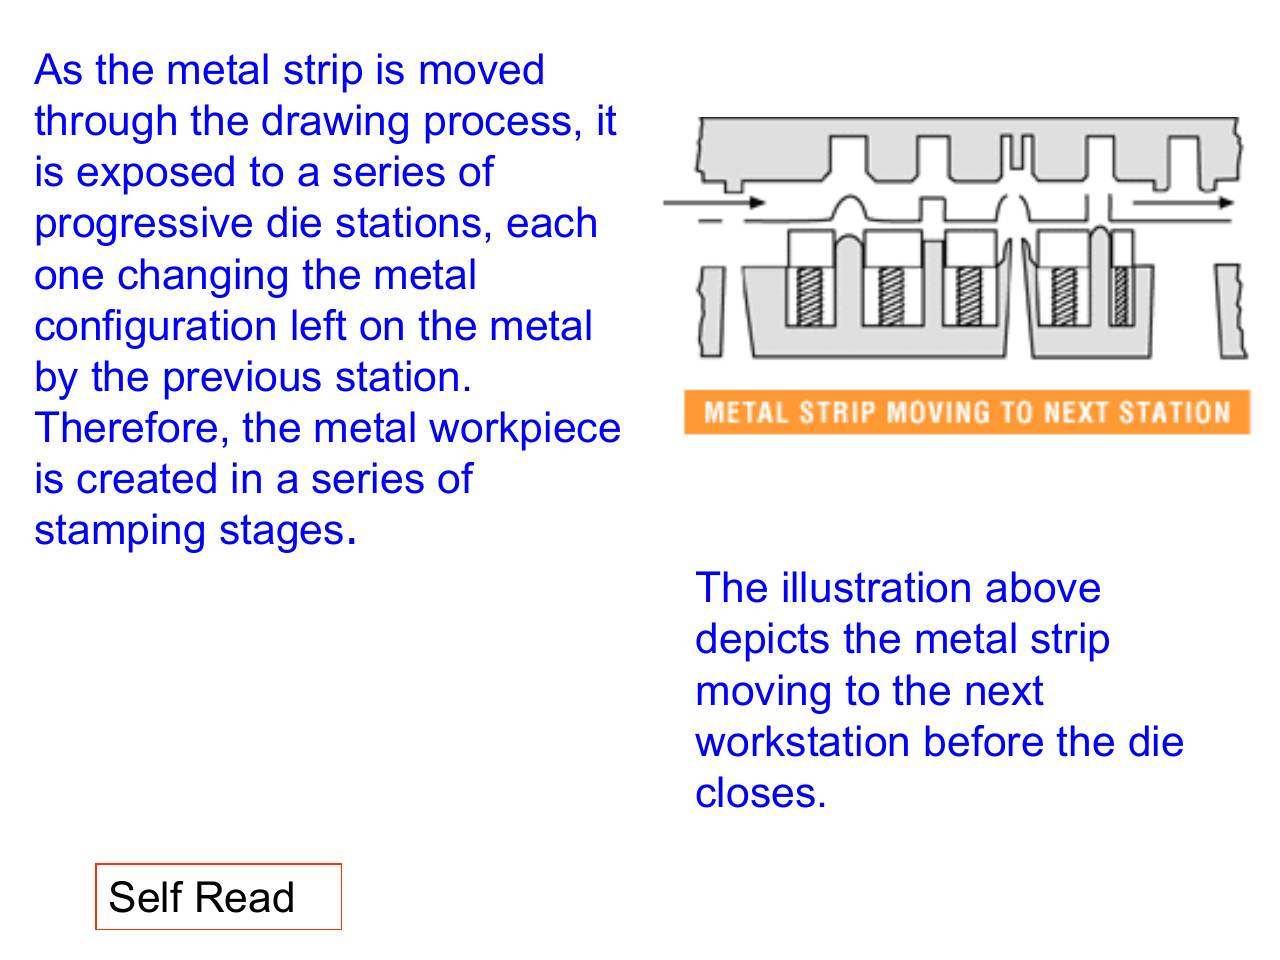 As the metal strip is moved
through the drawing process, it
is exposed to a series of
progressive die stations, each
one changing the metal
configuration left on the metal
by the previous station.
Therefore, the metal workpiece
is created in a series of
stamping stages.
METAL STRIP MOVING TO NEXT STATION
The illustration above
depicts the metal strip
moving to the next
workstation before the die
closes.
Self Read